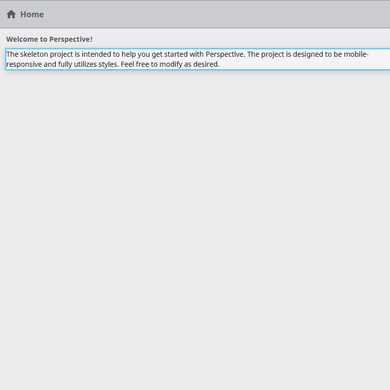 Home
Welcome to Perspective!
The skeleton project is intended to help you get started with Perspective. The project is designed to be mobile-
responsive and fully utilizes styles. Feel free to modify as desired.